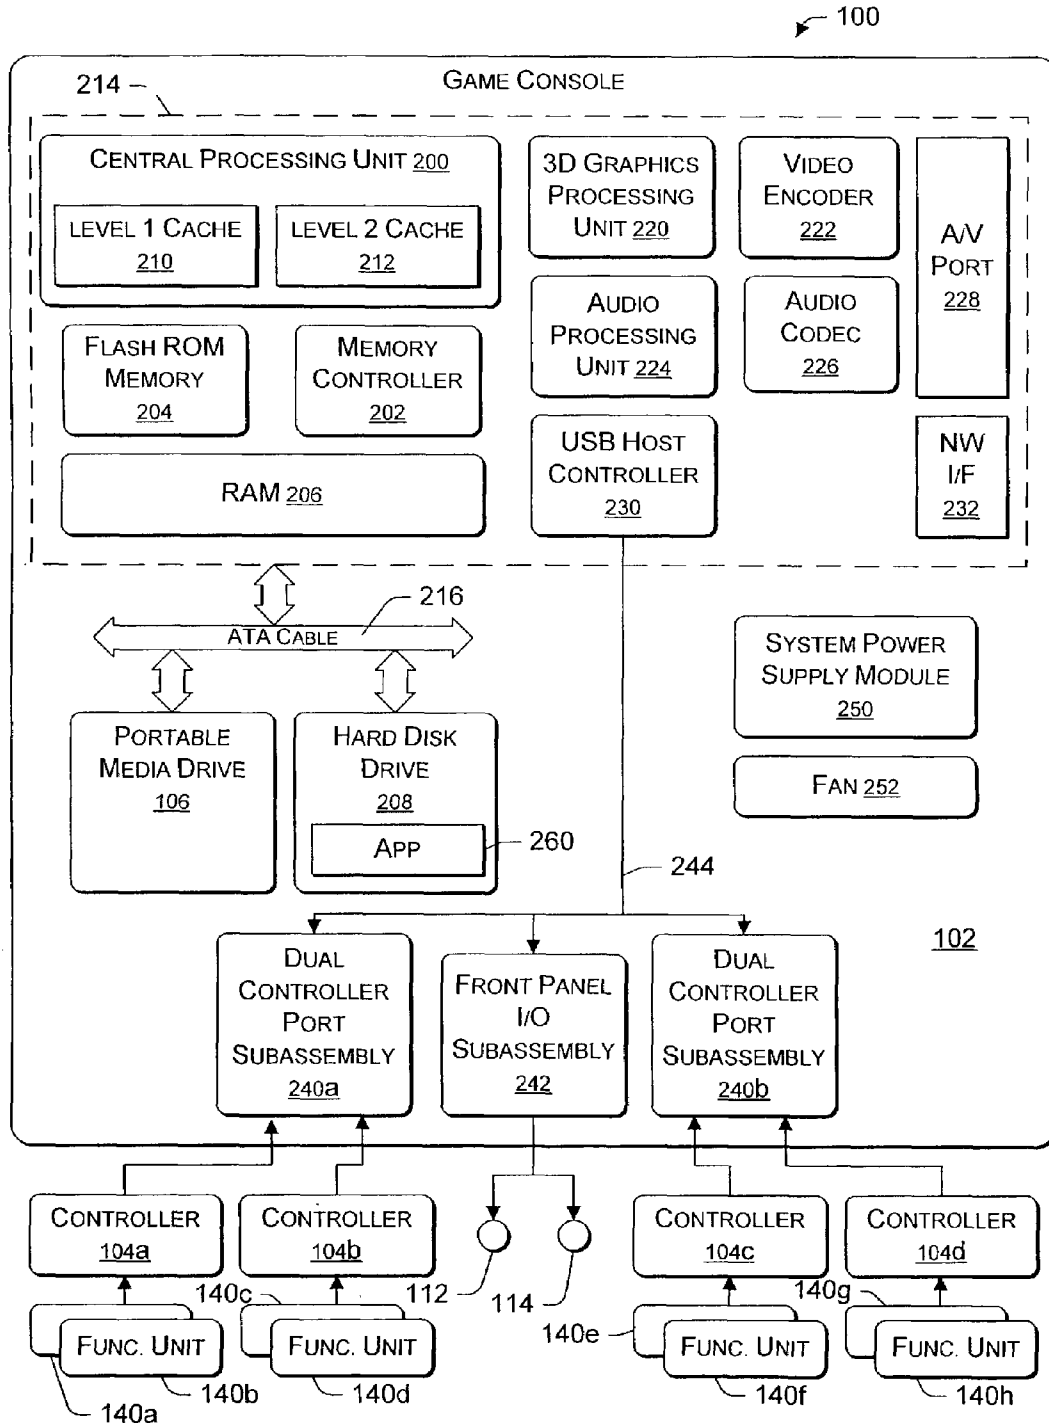 100
GAME CONSOLE
214
CENTRAL PROCESSING UNIT 200
LEVEL 1 CACHE
210
LEVEL 2 CACHE
212
3D GRAPHICS
PROCESSING
UNIT 220
VIDEO
ENCODER
222
A/V
PORT
228
AUDIO
PROCESSING
UNIT 224
AUDIO
CODEC
226
FLASH ROM
MEMORY
204
MEMORY
CONTROLLER
202
USB HOST
CONTROLLER
230
NW
I/F
232
RAM 206
216
ATA CABLE
SYSTEM POWER
SUPPLY MODULE
250
PORTABLE
MEDIA DRIVE
106
HARD DISK
DRIVE
208
APP
260
FAN 252
244
102
DUAL
CONTROLLER
PORT
SUBASSEMBLY
240a
FRONT PANEL
I/O
SUBASSEMBLY
242
DUAL
CONTROLLER
PORT
SUBASSEMBLY
240b
CONTROLLER
104a
CONTROLLER
104b
112
114
CONTROLLER
104c
CONTROLLER
104d
140c
140e
140g
FUNC. UNIT
FUNC. UNIT
FUNC. UNIT
FUNC. UNIT
140a
140b
140d
140f
140h